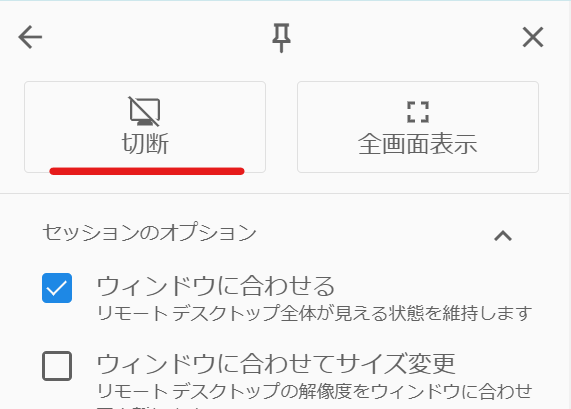 切断
全画面表示
セッションのオプション
ウィンドウに合わせる
リモート デスクトップ全体が見える状態を維持します
ウィンドウに合わせてサイズ変更
リモート デスクトップの解像度をウィンドウに合わせ